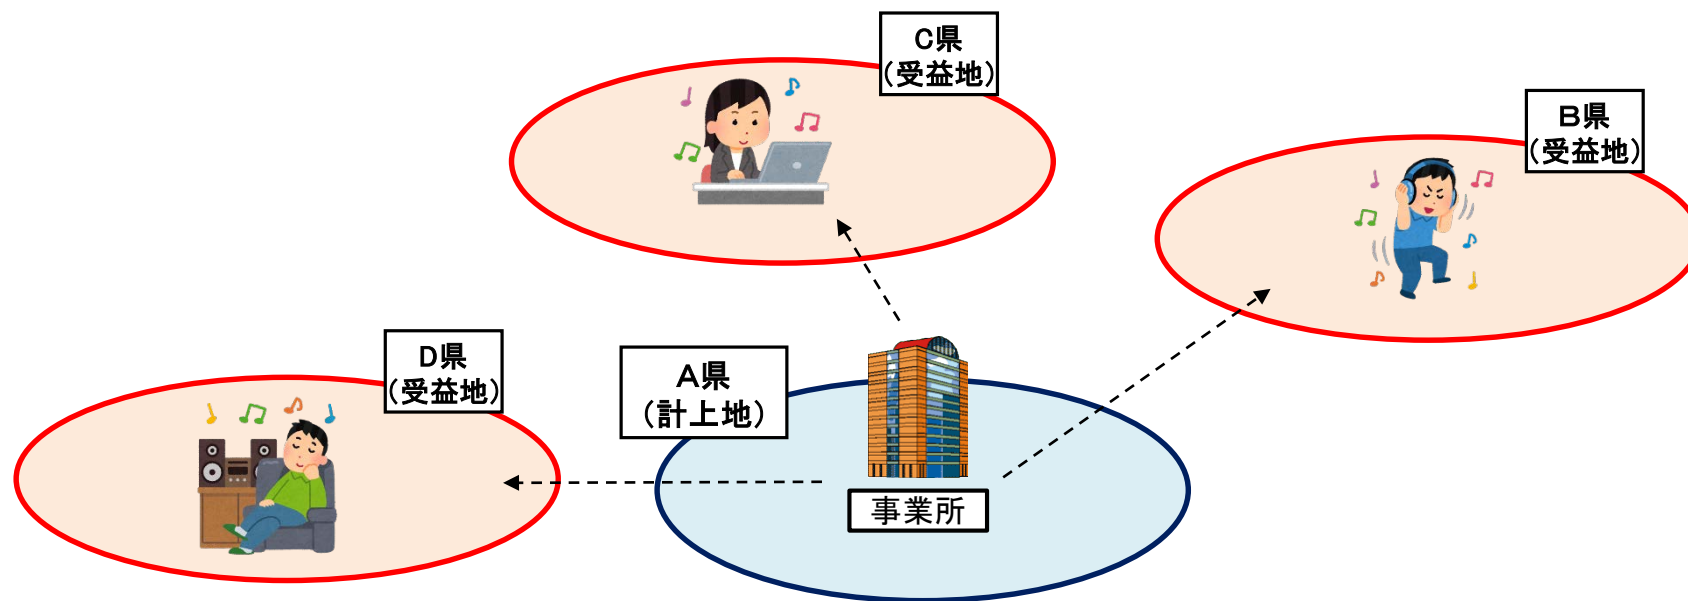 C県
(受益地)
B県
(受益地)
D県
(受益地)
A県
(計上地)
事業所